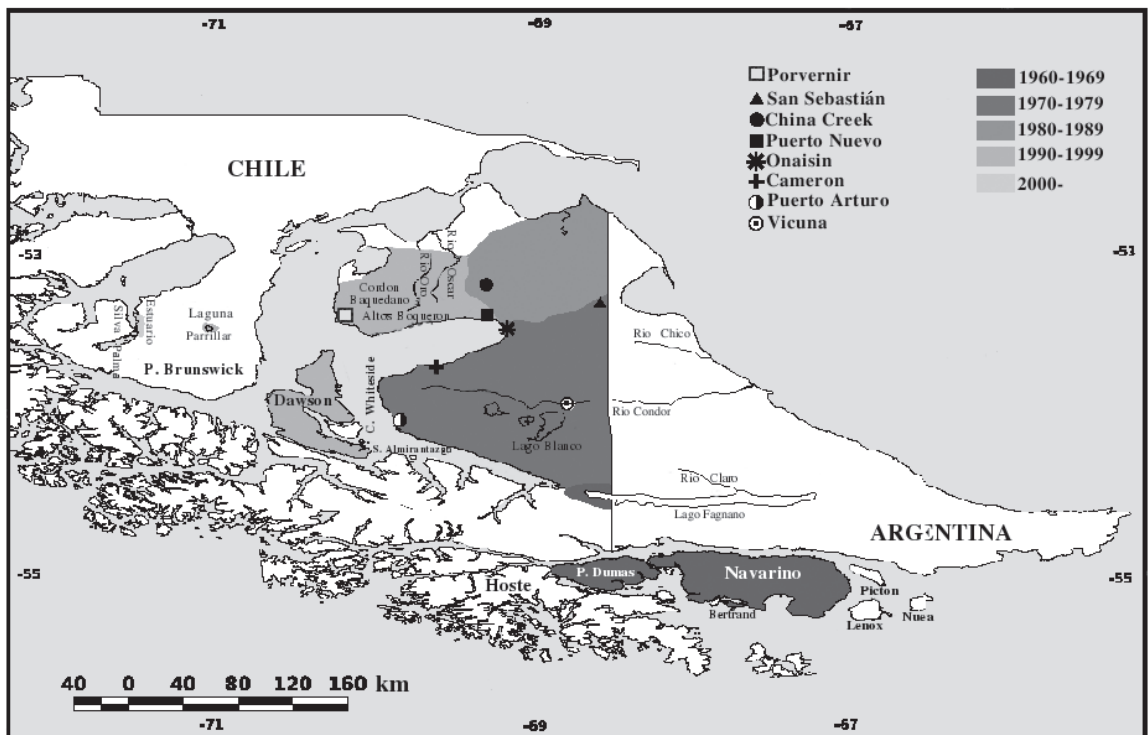 -71
-69
-67
Porvernir
San Sebastián
China Creek
Puerto Nuevo
Onaisin
Cameron
Puerto Arturo
Vicuna
1960-1969
1970-1979
1980-1989
1990-1999
2000-
CHILE
-53
-53
Rio
Oscar
Rio Oro
Cordon
Baquedano
Altos Boqueron
Laguna
Parrillar
Estuario
Silva Palma
P. Brunswick
Dawson
C. Whiteside
S. Almirantazgo
Lago Blanco
Rio Chico
Rio Condor
Rio Claro
Lago Fagnano
ARGENTINA
-55
-55
Hoste
P. Dumas
Navarino
Bertrand
Picton
Lenox
Nuea
40 0 40 80 120 160 km
-71
-69
-67